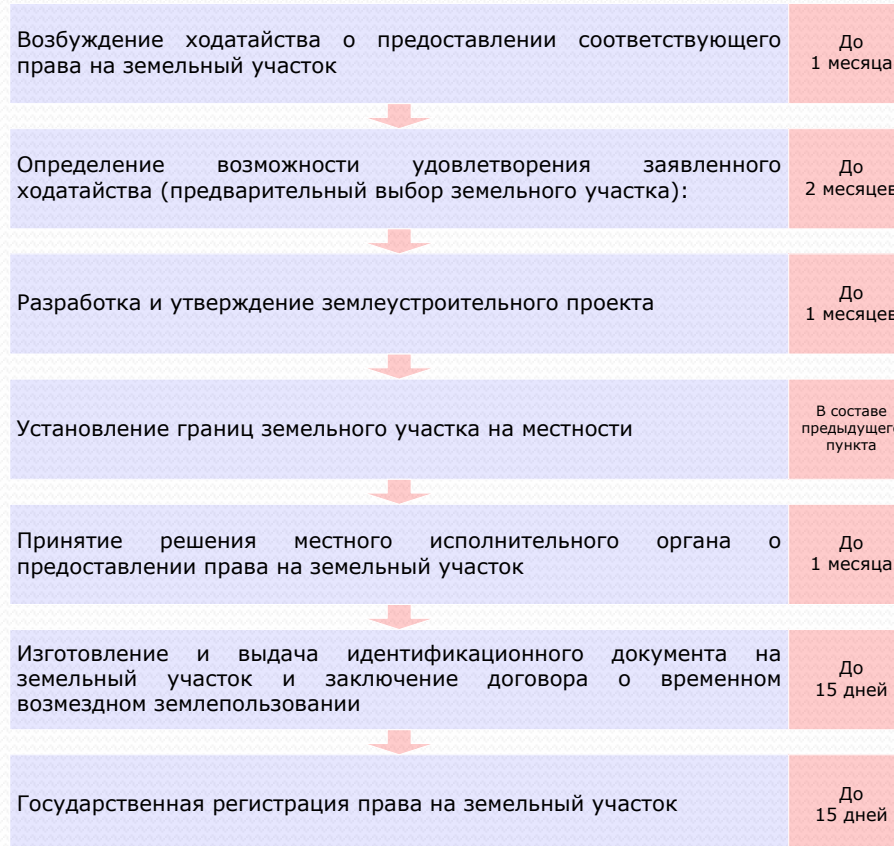 Возбуждение ходатайства о предоставлении соответствующего
права на земельный участок
До
1 месяца
Определение возможности удовлетворения заявленного
ходатайства (предварительный выбор земельного участка):
До
2 месяцев
Разработка и утверждение землеустроительного проекта
До
1 месяцев
Установление границ земельного участка на местности
В составе
предыдущего
пункта
Принятие решения местного исполнительного органа о
предоставлении права на земельный участок
До
1 месяца
Изготовление и выдача идентификационного документа на
земельный участок и заключение договора о временном
возмездном землепользовании
До
15 дней
Государственная регистрация права на земельный участок
До
15 дней